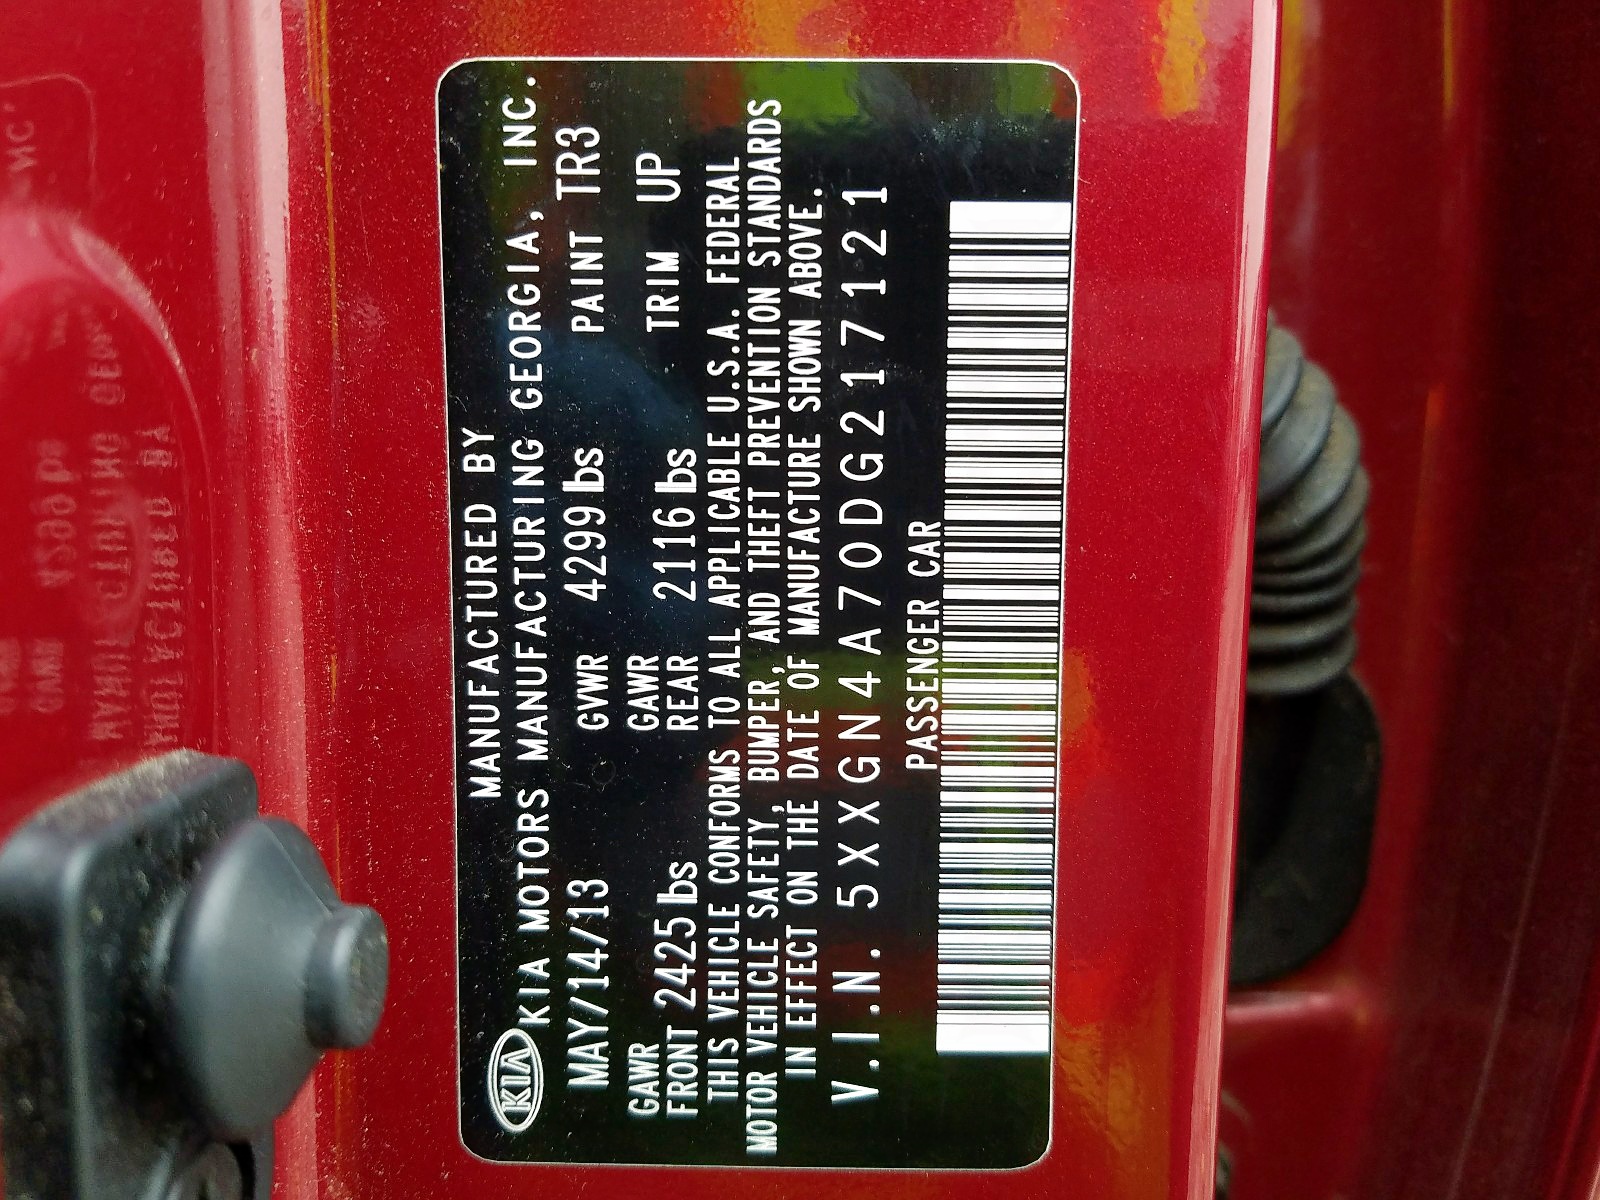 KIA
MANUFACTURED BY
KIA MOTORS MANUFACTURING GEORGIA, INC.
MAY/14/13 GVWR 4299 lbs PAINT TR3
GAWR FRONT 2425 lbs GAWR REAR 2116 lbs TRIM UP
THIS VEHICLE CONFORMS TO ALL APPLICABLE U.S.A. FEDERAL
MOTOR VEHICLE SAFETY, BUMPER, AND THEFT PREVENTION STANDARDS
IN EFFECT ON THE DATE OF MANUFACTURE SHOWN ABOVE.
V.I.N. 5XXGN4A70DG217121
PASSENGER CAR